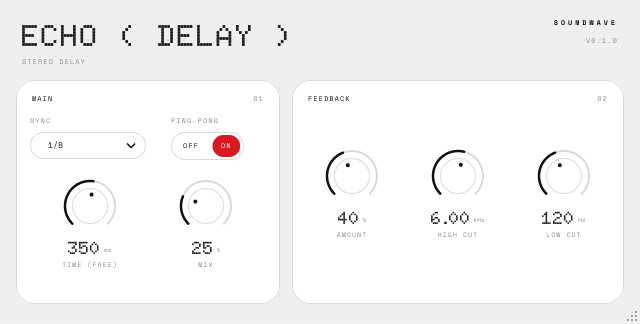 ECHO ( DELAY )
STEREO DELAY
SOUNDWAVE
V0.1.0
MAIN
01
SYNC
PING-PONG
1/8
OFF
ON
350 ms
TIME (FREE)
25 %
MIX
FEEDBACK
02
40 %
AMOUNT
6.00 kHz
HIGH CUT
120 Hz
LOW CUT